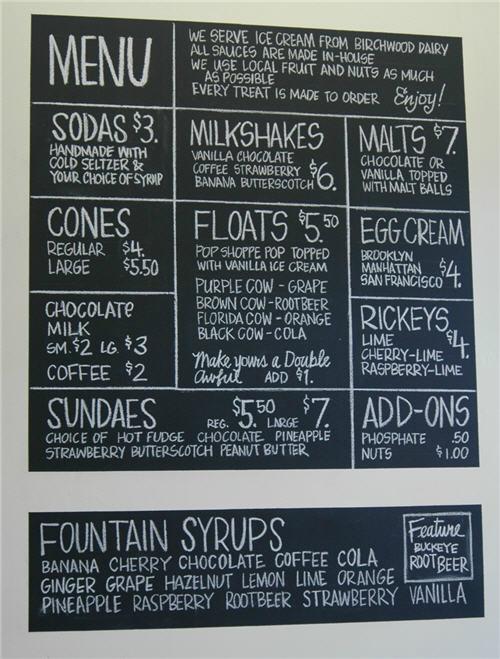 MENU
WE SERVE ICE CREAM FROM BIRCHWOOD DAIRY
ALL SAUCES ARE MADE IN-HOUSE
WE USE LOCAL FRUIT AND NUTS AS MUCH
AS POSSIBLE
EVERY TREAT IS MADE TO ORDER Enjoy!
SODAS $3.
HANDMADE WITH
COLD SELTZER &
YOUR CHOICE OF SYRUP
MILKSHAKES
VANILLA CHOCOLATE
COFFEE STRAWBERRY
BANANA BUTTERSCOTCH $6.
MALTS $7.
CHOCOLATE OR
VANILLA TOPPED
WITH MALT BALLS
CONES
REGULAR $4.
LARGE $5.50
FLOATS $5.50
POP SHOPPE POP TOPPED
WITH VANILLA ICE CREAM
PURPLE COW - GRAPE
BROWN COW - ROOTBEER
FLORIDA COW - ORANGE
BLACK COW - COLA
Make yours a Double
Awful ADD $1.
EGG CREAM
BROOKLYN
MANHATTAN
SAN FRANCISCO $4.
CHOCOLATE
MILK
SM. $2 LG. $3
COFFEE $2
RICKEYS
LIME $4.
CHERRY-LIME
RASPBERRY-LIME
SUNDAES REG. $5.50 LARGE $7.
CHOICE OF HOT FUDGE CHOCOLATE PINEAPPLE
STRAWBERRY BUTTERSCOTCH PEANUT BUTTER
ADD-ONS
PHOSPHATE .50
NUTS $1.00
FOUNTAIN SYRUPS
BANANA CHERRY CHOCOLATE COFFEE COLA
GINGER GRAPE HAZELNUT LEMON LIME ORANGE
PINEAPPLE RASPBERRY ROOTBEER STRAWBERRY VANILLA
Feature
BUCKEYE
ROOT BEER